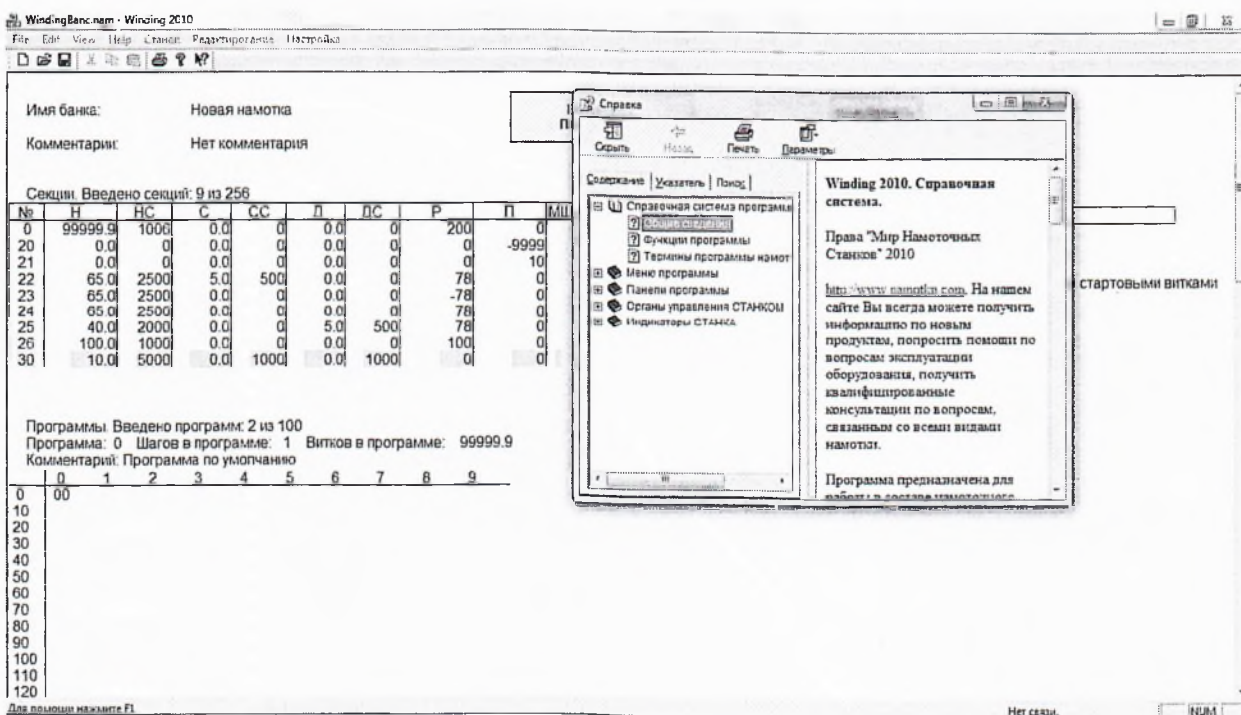 WindingBanc.nam - Winding 2010
File Edit View Help Станок Редактирование Настройка
Имя банка: Новая намотка
Комментарии: Нет комментария
Секции. Введено секций: 9 из 256
№ Н НС С СС Д ДС Р П МШ
0 99999.9 1006 0.0 0 0.0 0 200 0
20 0.0 0 0.0 0 0.0 0 0 -9999
21 0.0 0 0.0 0 0.0 0 0 10
22 65.0 2500 5.0 500 0.0 0 78 0
23 65.0 2500 0.0 0 0.0 0 -78 0
24 65.0 2500 0.0 0 0.0 0 78 0
25 40.0 2000 0.0 0 5.0 500 78 0
26 100.0 1000 0.0 0 0.0 0 100 0
30 10.0 5000 0.0 1000 0.0 1000 0 0
стартовыми витками
Программы. Введено программ: 2 из 100
Программа: 0 Шагов в программе: 1 Витков в программе: 99999.9
Комментарий: Программа по умолчанию
0 1 2 3 4 5 6 7 8 9
0 00
10
20
30
40
50
60
70
80
90
100
110
120
Справка
Скрыть Назад Печать Параметры
Содержание Указатель Поиск
Справочная система программы
Функции программы
Термины программы намот
Меню программы
Панели программы
Органы управления СТАНКОМ
Индикаторы СТАНКА
Winding 2010. Справочная
система.
Права "Мир Намоточных
Станков" 2010
http://www.namotka.com. На нашем
сайте Вы всегда можете получить
информацию по новым
продуктам, попросить помощи по
вопросам эксплуатации
оборудования, получить
квалифицированные
консультации по вопросам,
связанным со всеми видами
намотки.
Программа предназначена для
работы в составе намоточного
Для помощи нажмите F1
Нет связи.
NUM